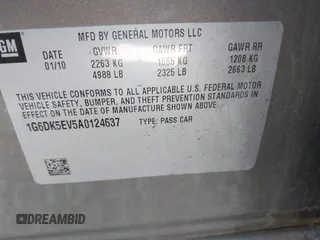 GM
MFD BY GENERAL MOTORS LLC
01/10 GVWR GAWR FRT GAWR RR
2263 KG 1055 KG 1208 KG
4988 LB 2325 LB 2663 LB
THIS VEHICLE CONFORMS TO ALL APPLICABLE U.S. FEDERAL MOTOR
VEHICLE SAFETY, BUMPER, AND THEFT PREVENTION STANDARDS IN
EFFECT ON THE DATE OF MANUFACTURE SHOWN ABOVE.
1G6DK5EV5A0124637 TYPE: PASS CAR
DREAMBID